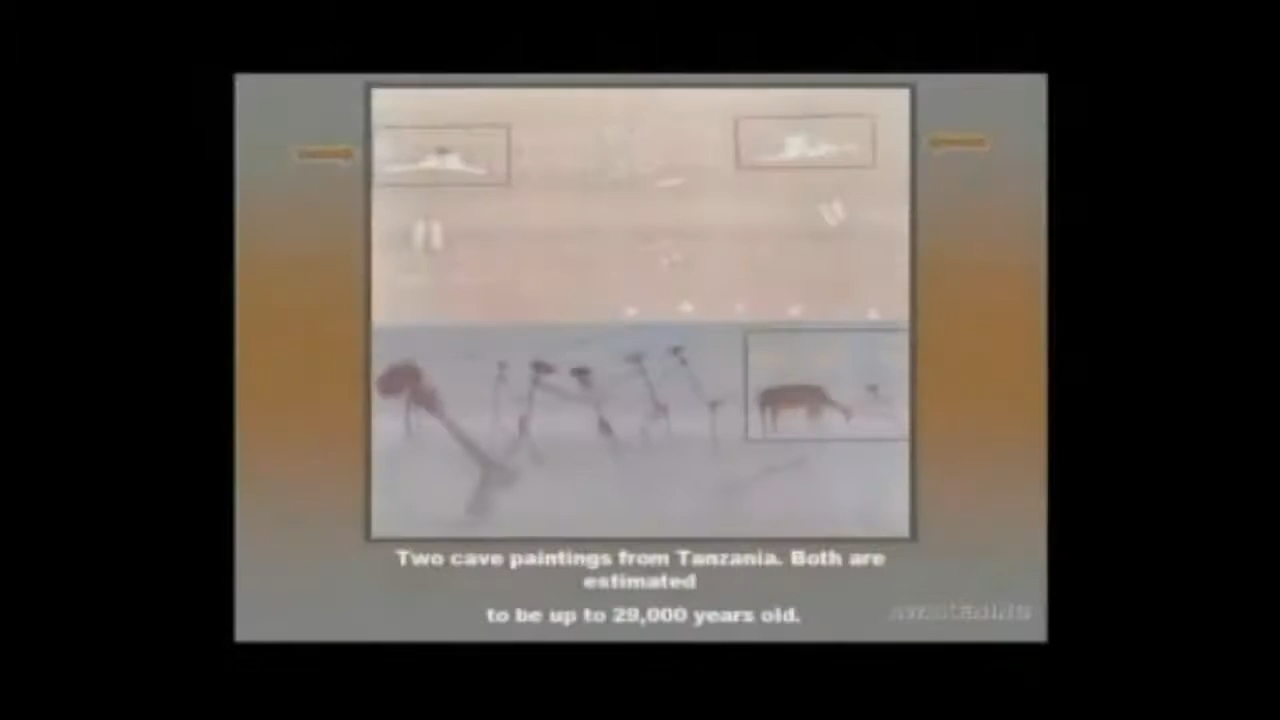 Two cave paintings from Tanzania. Both are
estimated
to be up to 29,000 years old.